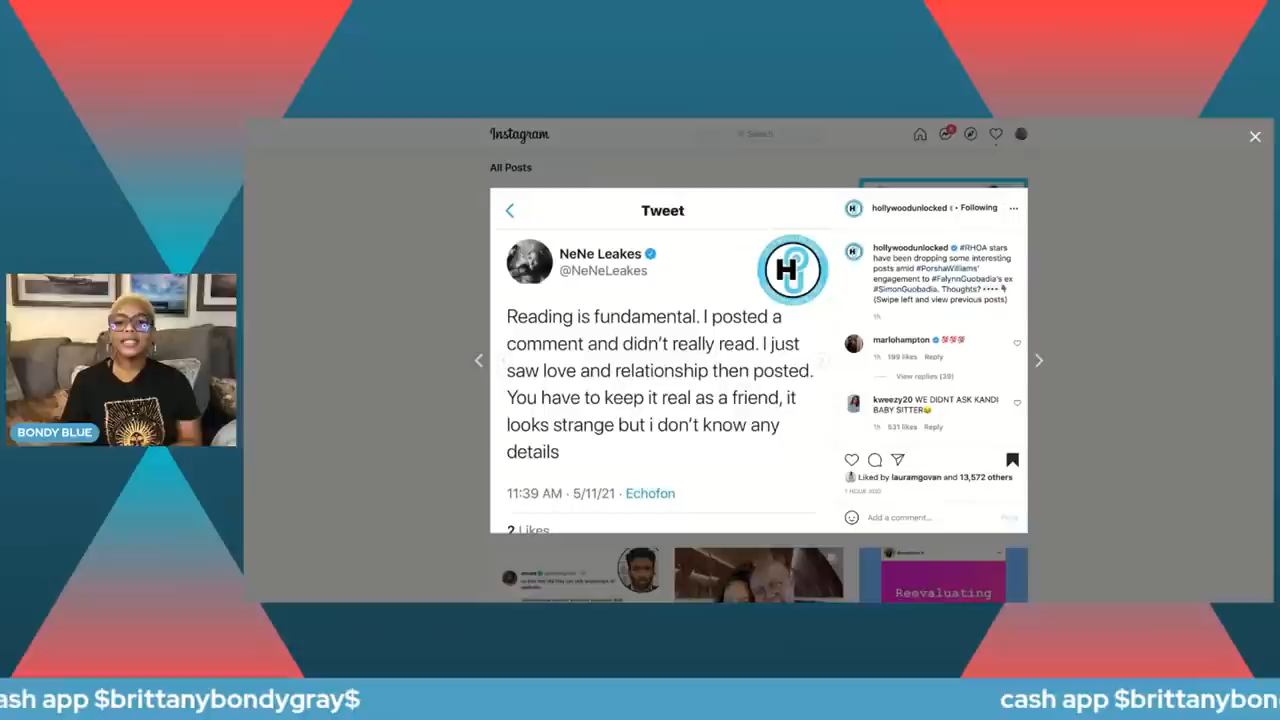 Instagram
Search
All Posts
Tweet
NeNe Leakes
@NeNeLeakes
H
Reading is fundamental. I posted a
comment and didn't really read. I just
saw love and relationship then posted.
You have to keep it real as a friend, it
looks strange but i don't know any
details
11:39 AM · 5/11/21 · Echofon
2 Likes
hollywoodunlocked • Following
hollywoodunlocked #RHOA stars
have been dropping some interesting
posts amid #PorshaWilliams'
engagement to #FalynnGuobadia's ex
#SimonGuobadia. Thoughts? •••• 👇
(Swipe left and view previous posts)
1h
marlohampton 💯💯💯
1h 199 likes Reply
View replies (39)
kweezy20 WE DIDNT ASK KANDI
BABY SITTER😂
1h 531 likes Reply
Liked by lauramgovan and 13,572 others
1 HOUR AGO
Add a comment...
Post
Reevaluating
BONDY BLUE
ash app $brittanybondygray$
cash app $brittanybon